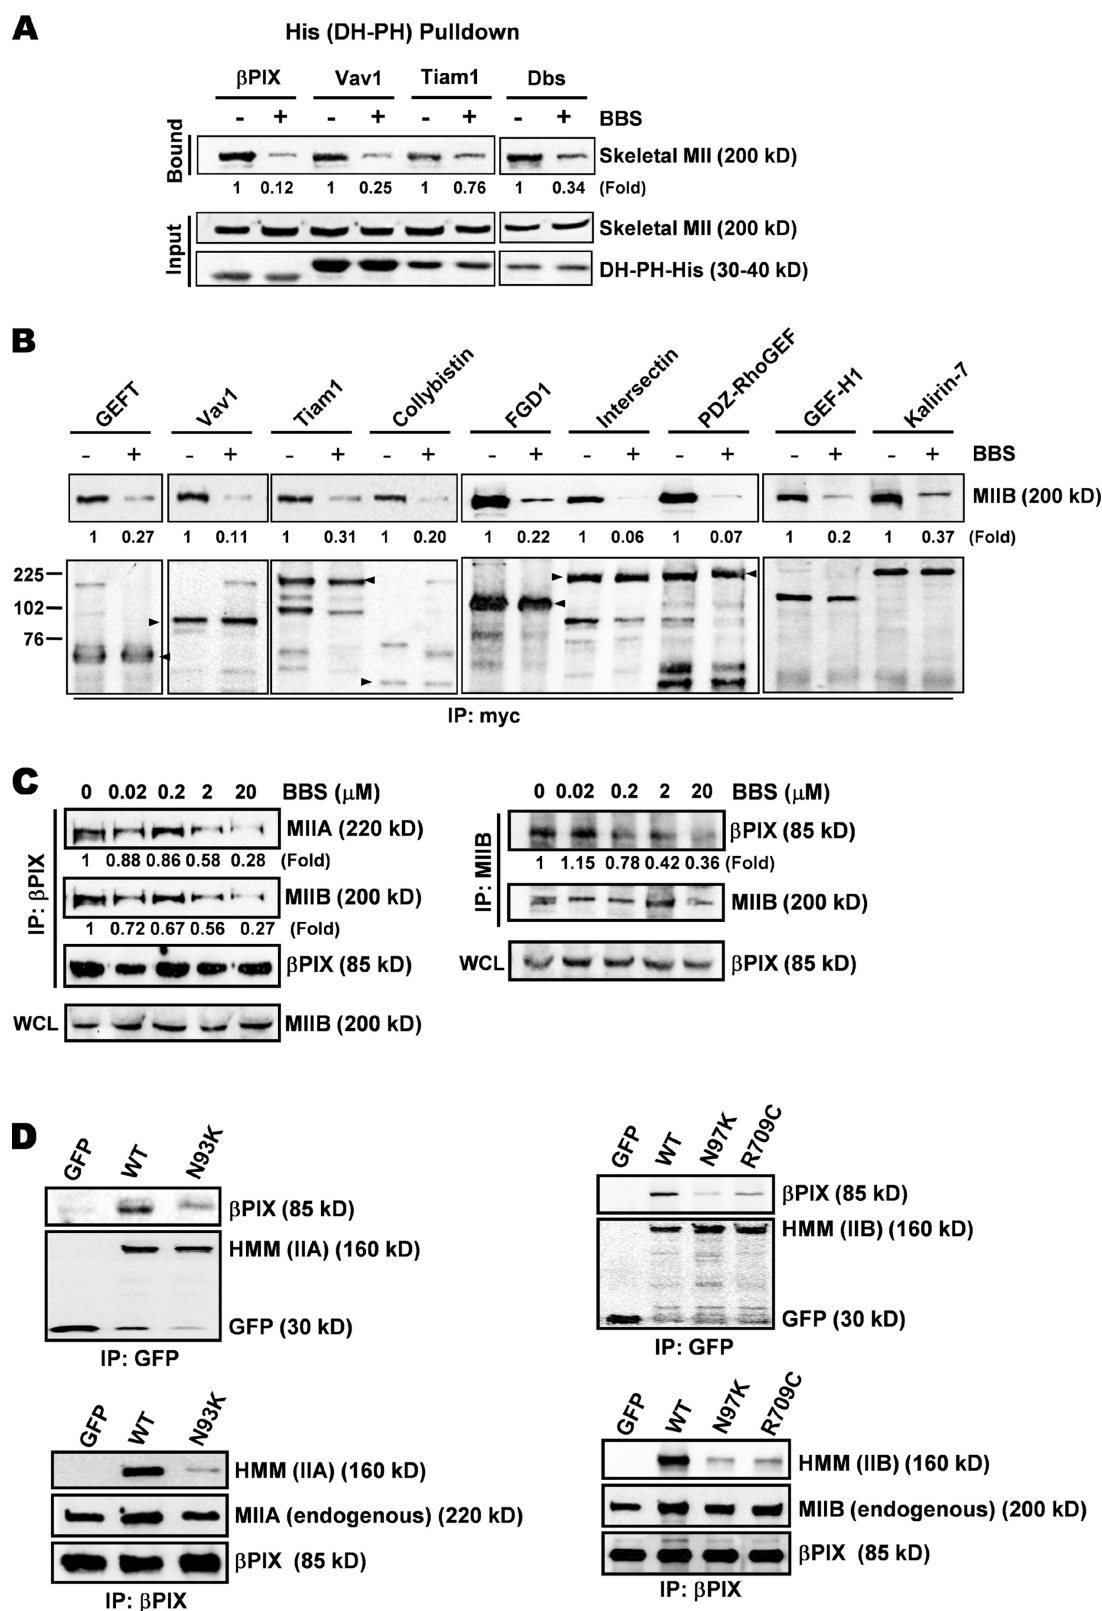 A
His (DH-PH) Pulldown
βPIX Vav1 Tiam1 Dbs
- + - + - + - + BBS
Bound
Skeletal MII (200 kD)
1 0.12 1 0.25 1 0.76 1 0.34 (Fold)
Input
Skeletal MII (200 kD)
DH-PH-His (30-40 kD)
B
GEFT Vav1 Tiam1 Collybistin FGD1 Intersectin PDZ-RhoGEF GEF-H1 Kalirin-7
- + - + - + - + - + - + - + - + - + BBS
MIIB (200 kD)
1 0.27 1 0.11 1 0.31 1 0.20 1 0.22 1 0.06 1 0.07 1 0.2 1 0.37 (Fold)
225
102
76
IP: myc
C
0 0.02 0.2 2 20 BBS (μM)
IP: βPIX
MIIA (220 kD)
1 0.88 0.86 0.58 0.28 (Fold)
MIIB (200 kD)
1 0.72 0.67 0.56 0.27 (Fold)
βPIX (85 kD)
WCL MIIB (200 kD)
0 0.02 0.2 2 20 BBS (μM)
IP: MIIB
βPIX (85 kD)
1 1.15 0.78 0.42 0.36 (Fold)
MIIB (200 kD)
WCL βPIX (85 kD)
D
GFP WT N93K
βPIX (85 kD)
HMM (IIA) (160 kD)
GFP (30 kD)
IP: GFP
GFP WT N97K R709C
βPIX (85 kD)
HMM (IIB) (160 kD)
GFP (30 kD)
IP: GFP
GFP WT N93K
HMM (IIA) (160 kD)
MIIA (endogenous) (220 kD)
βPIX (85 kD)
IP: βPIX
GFP WT N97K R709C
HMM (IIB) (160 kD)
MIIB (endogenous) (200 kD)
βPIX (85 kD)
IP: βPIX